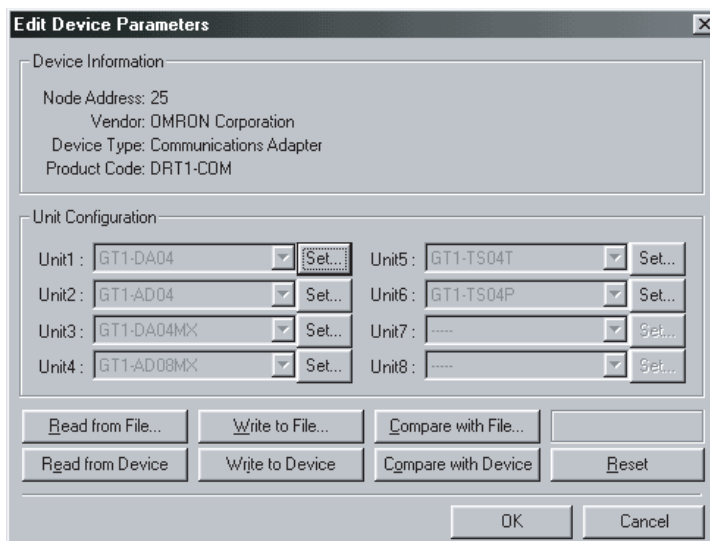 Edit Device Parameters
Device Information
Node Address: 25
Vendor: OMRON Corporation
Device Type: Communications Adapter
Product Code: DRT1-COM
Unit Configuration
Unit1 : GT1-DA04 Set... Unit5 : GT1-TS04T Set...
Unit2 : GT1-AD04 Set... Unit6 : GT1-TS04P Set...
Unit3 : GT1-DA04MX Set... Unit7 : ----- Set...
Unit4 : GT1-AD08MX Set... Unit8 : ----- Set...
Read from File... Write to File... Compare with File...
Read from Device Write to Device Compare with Device Reset
OK Cancel